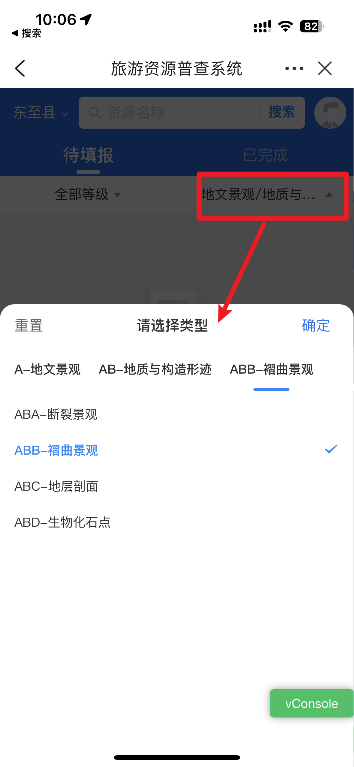 10:06
82
搜索
旅游资源普查系统
东至县
资源名称
搜索
待填报
已完成
全部等级
地文景观/地质与...
重置
请选择类型
确定
A-地文景观
AB-地质与构造形迹
ABB-褶曲景观
ABA-断裂景观
ABB-褶曲景观
ABC-地层剖面
ABD-生物化石点
vConsole